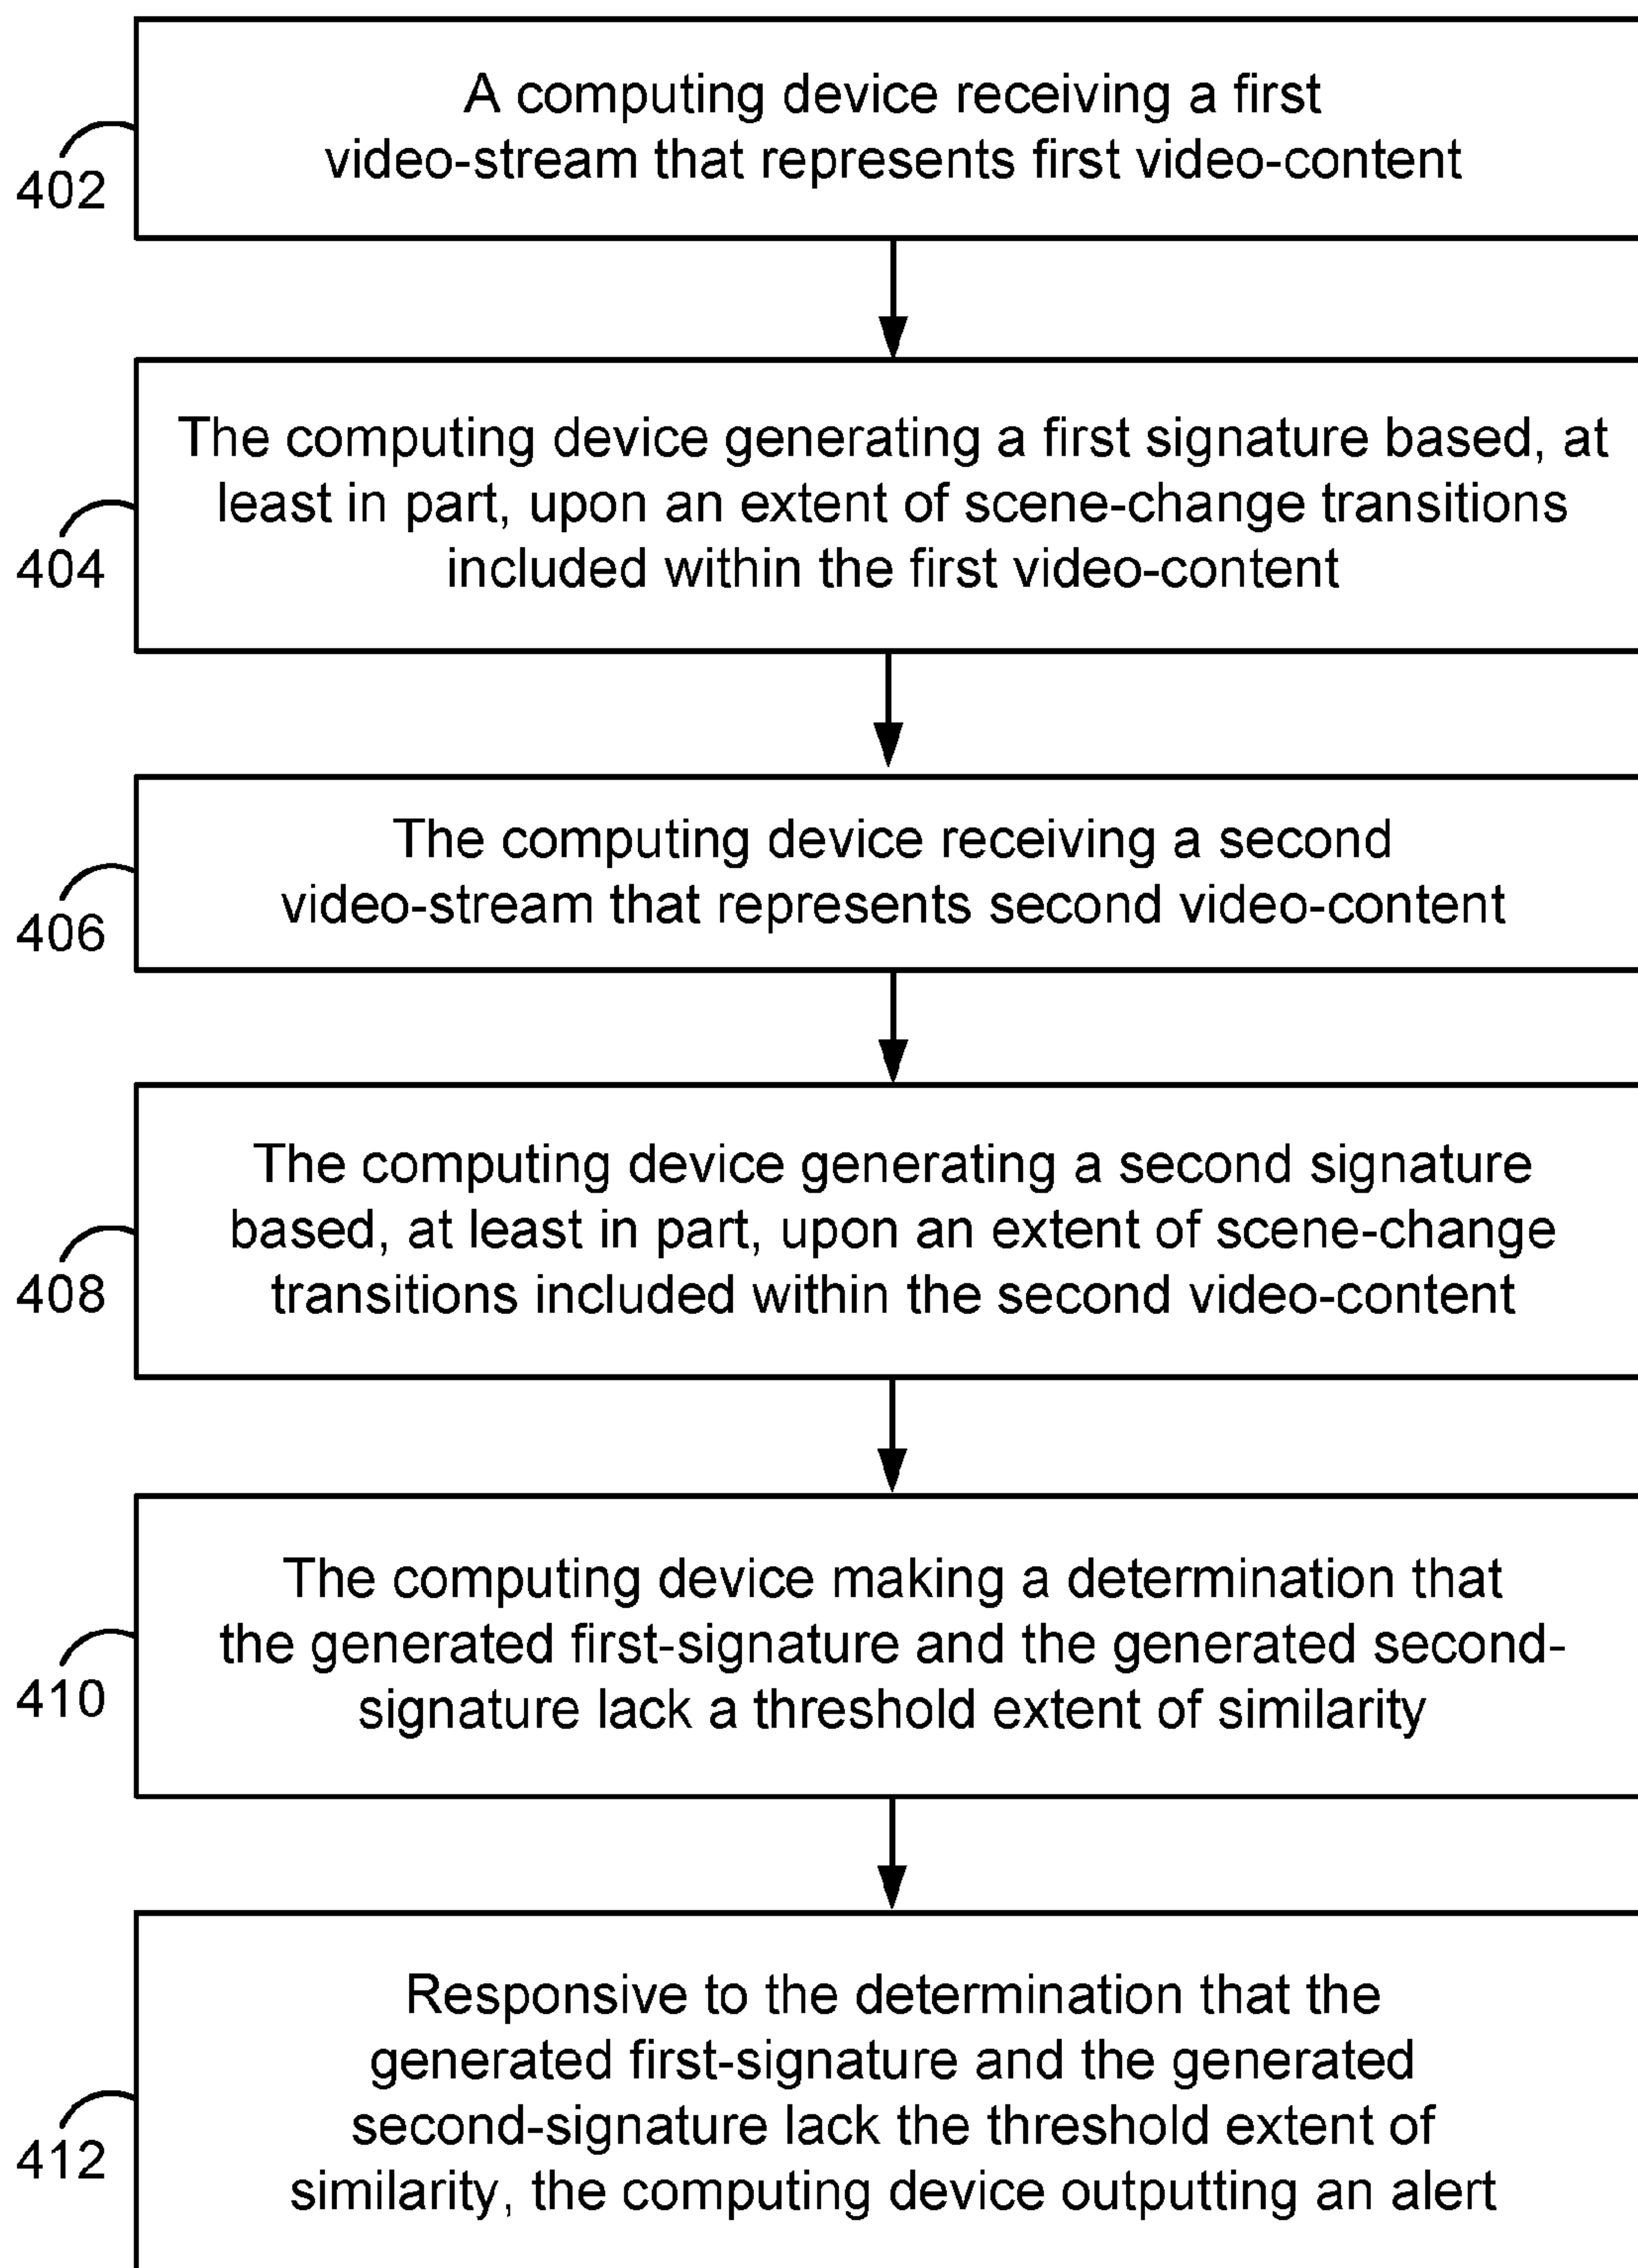 A computing device receiving a first
video-stream that represents first video-content
402
The computing device generating a first signature based, at
least in part, upon an extent of scene-change transitions
included within the first video-content
404
The computing device receiving a second
video-stream that represents second video-content
406
The computing device generating a second signature
based, at least in part, upon an extent of scene-change
transitions included within the second video-content
408
The computing device making a determination that
the generated first-signature and the generated second-
signature lack a threshold extent of similarity
410
Responsive to the determination that the
generated first-signature and the generated
second-signature lack the threshold extent of
similarity, the computing device outputting an alert
412